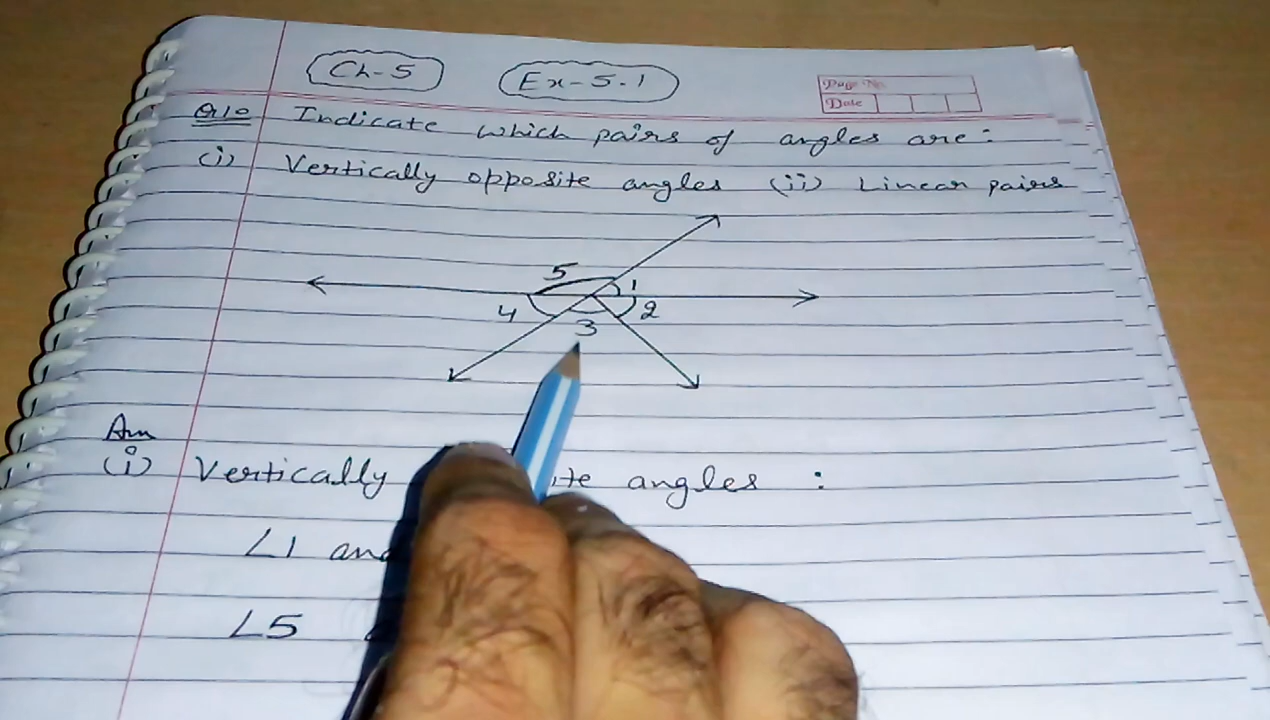 Ch-5 Ex-5.1
Page No.
Date
Q10 Indicate which pairs of angles are:
(i) Vertically opposite angles (ii) Linear pairs
5 1
4 3 2
Ans
(i) Vertically ite angles :
∠1 and
∠5